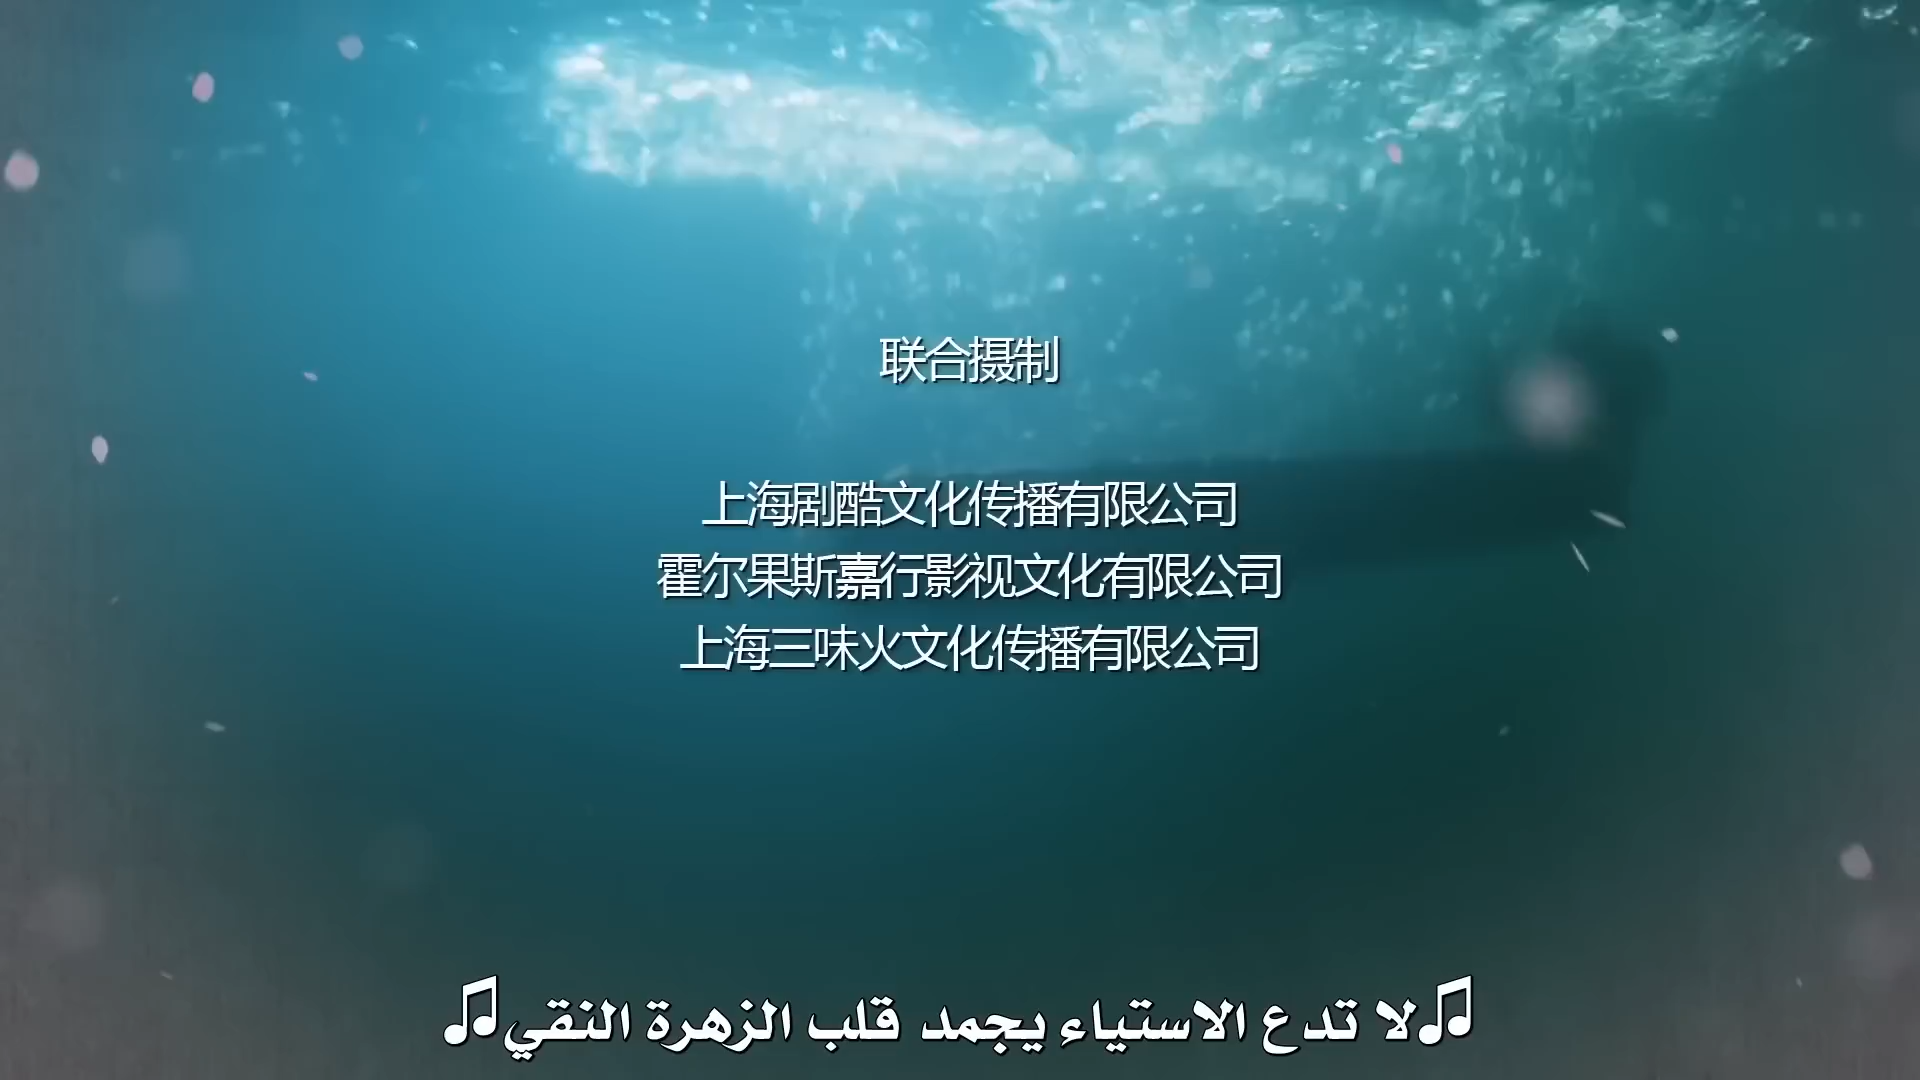 联合摄制
上海剧酷文化传播有限公司
霍尔果斯嘉行影视文化有限公司
上海三味火文化传播有限公司
♫لا تدع الاستياء يجمد قلب الزهرة النقي♫